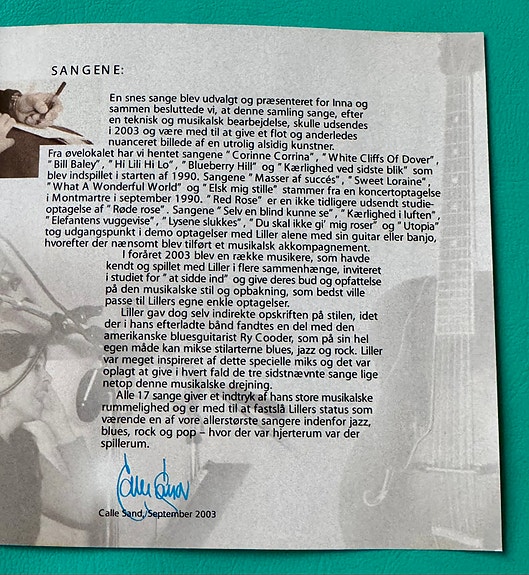 SANGENE:
En snes sange blev udvalgt og præsenteret for Inna og
sammen besluttede vi, at denne samling sange, efter
en teknisk og musikalsk bearbejdelse, skulle udsendes
i 2003 og være med til at give et flot og anderledes
nuanceret billede af en utrolig alsidig kunstner.
Fra øvelokalet har vi hentet sangene "Corinne Corrina", "White Cliffs Of Dover",
"Bill Baley", "Hi Lili Hi Lo", "Blueberry Hill" og "Kærlighed ved sidste blik" som
blev indspillet i starten af 1990. Sangene "Masser af succés", "Sweet Loraine",
"What A Wonderful World" og "Elsk mig stille" stammer fra en koncertoptagelse
i Montmartre i september 1990. "Red Rose" er en ikke tidligere udsendt studie-
optagelse af "Røde rose". Sangene "Selv en blind kunne se", "Kærlighed i luften",
"Elefantens vuggevise", "Lysene slukkes", "Du skal ikke gi' mig roser" og "Utopia"
tog udgangspunkt i demo optagelser med Liller alene med sin guitar eller banjo,
hvorefter der nænsomt blev tilført et musikalsk akkompagnement.
I foråret 2003 blev en række musikere, som havde
kendt og spillet med Liller i flere sammenhænge, inviteret
i studiet for "at sidde ind" og give deres bud og opfattelse
på den musikalske stil og opbakning, som bedst ville
passe til Lillers egne enkle optagelser.
Liller gav dog selv indirekte opskriften på stilen, idet
der i hans efterladte bånd fandtes en del med den
amerikanske bluesguitarist Ry Cooder, som på sin hel
egen måde kan mikse stilarterne blues, jazz og rock. Liller
var meget inspireret af dette specielle miks og det var
oplagt at give i hvert fald de tre sidstnævnte sange lige
netop denne musikalske drejning.
Alle 17 sange giver et indtryk af hans store musikalske
rummelighed og er med til at fastslå Lillers status som
værende en af vore allerstørste sangere indenfor jazz,
blues, rock og pop – hvor der var hjerterum var der
spillerum.
Calle Sand
Calle Sand, September 2003